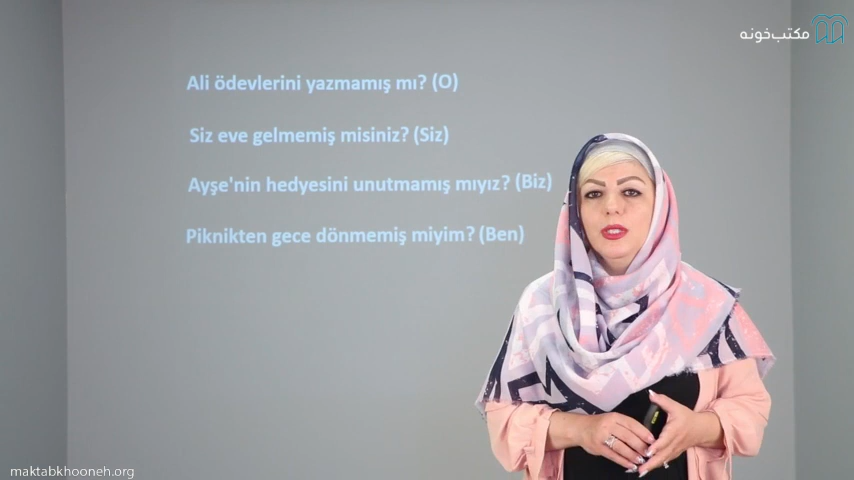 مکتب‌خونه
Ali ödevlerini yazmamış mı? (O)
Siz eve gelmemiş misiniz? (Siz)
Ayşe'nin hedyesini unutmamış mıyız? (Biz)
Piknikten gece dönmemiş miyim? (Ben)
maktabkhooneh.org